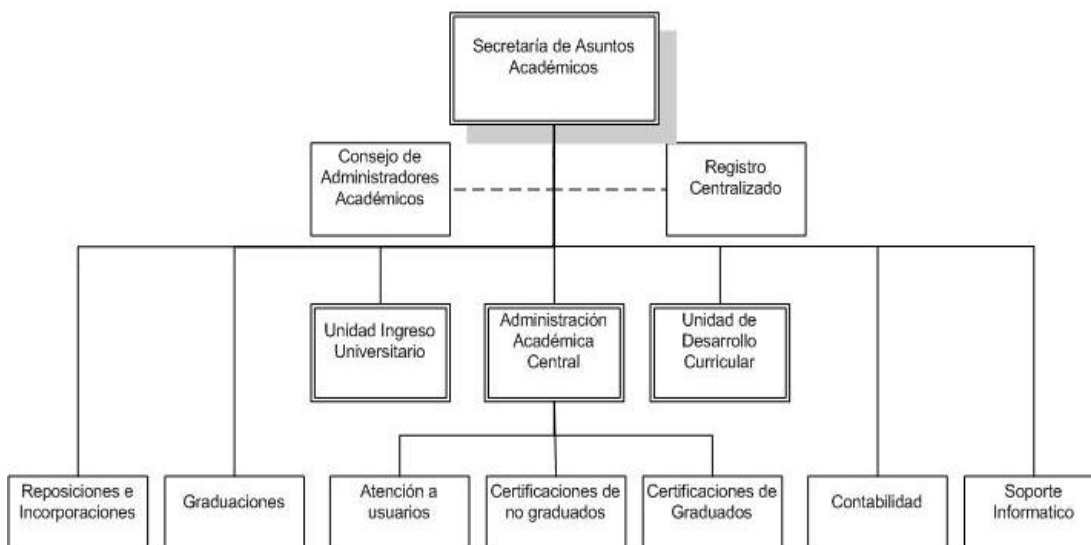 Secretaría de Asuntos
Académicos
Consejo de
Administradores
Académicos
Registro
Centralizado
Unidad Ingreso
Universitario
Administración
Académica
Central
Unidad de
Desarrollo
Curricular
Reposiciones e
Incorporaciones
Graduaciones
Atención a
usuarios
Certificaciones de
no graduados
Certificaciones de
Graduados
Contabilidad
Soporte
Informatico